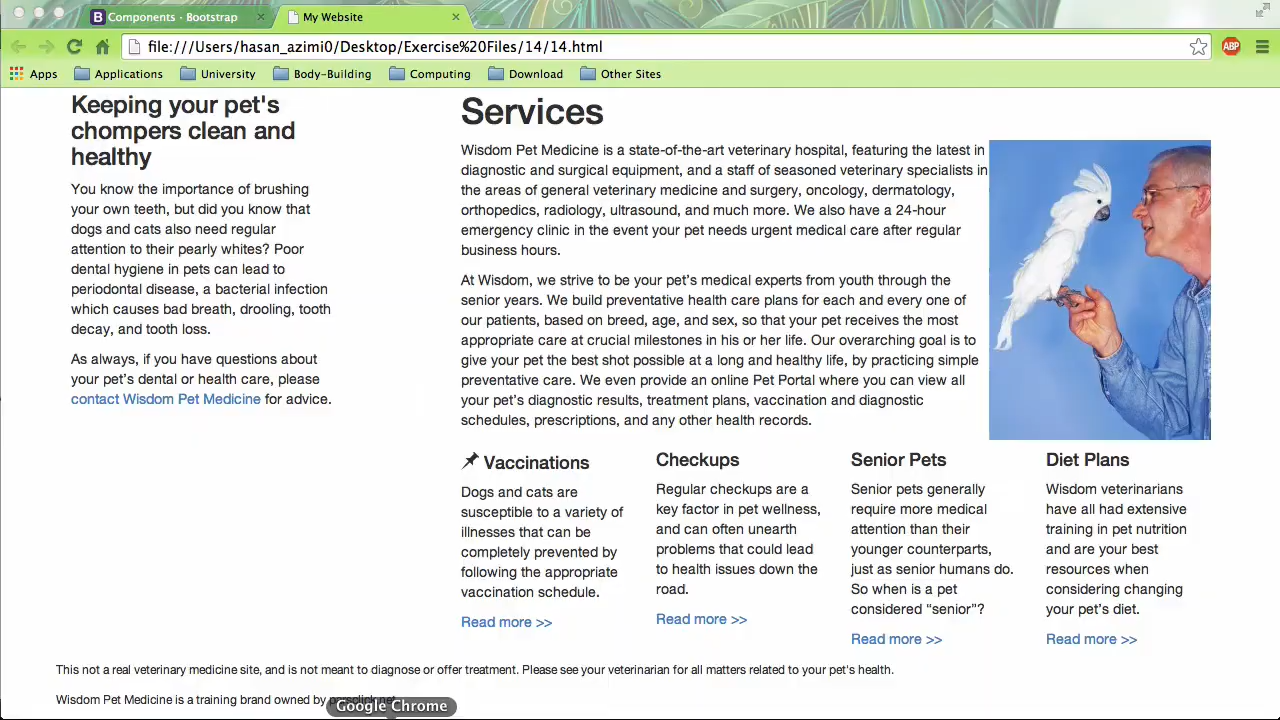 Components · Bootstrap
My Website
file:///Users/hasan_azimi0/Desktop/Exercise%20Files/14/14.html
ABP
Apps
Applications
University
Body-Building
Computing
Download
Other Sites
Keeping your pet's
chompers clean and
healthy
You know the importance of brushing
your own teeth, but did you know that
dogs and cats also need regular
attention to their pearly whites? Poor
dental hygiene in pets can lead to
periodontal disease, a bacterial infection
which causes bad breath, drooling, tooth
decay, and tooth loss.
As always, if you have questions about
your pet's dental or health care, please
contact Wisdom Pet Medicine for advice.
Services
Wisdom Pet Medicine is a state-of-the-art veterinary hospital, featuring the latest in
diagnostic and surgical equipment, and a staff of seasoned veterinary specialists in
the areas of general veterinary medicine and surgery, oncology, dermatology,
orthopedics, radiology, ultrasound, and much more. We also have a 24-hour
emergency clinic in the event your pet needs urgent medical care after regular
business hours.
At Wisdom, we strive to be your pet's medical experts from youth through the
senior years. We build preventative health care plans for each and every one of
our patients, based on breed, age, and sex, so that your pet receives the most
appropriate care at crucial milestones in his or her life. Our overarching goal is to
give your pet the best shot possible at a long and healthy life, by practicing simple
preventative care. We even provide an online Pet Portal where you can view all
your pet's diagnostic results, treatment plans, vaccination and diagnostic
schedules, prescriptions, and any other health records.
Vaccinations
Dogs and cats are
susceptible to a variety of
illnesses that can be
completely prevented by
following the appropriate
vaccination schedule.
Read more >>
Checkups
Regular checkups are a
key factor in pet wellness,
and can often unearth
problems that could lead
to health issues down the
road.
Read more >>
Senior Pets
Senior pets generally
require more medical
attention than their
younger counterparts,
just as senior humans do.
So when is a pet
considered “senior”?
Read more >>
Diet Plans
Wisdom veterinarians
have all had extensive
training in pet nutrition
and are your best
resources when
considering changing
your pet's diet.
Read more >>
This not a real veterinary medicine site, and is not meant to diagnose or offer treatment. Please see your veterinarian for all matters related to your pet's health.
Wisdom Pet Medicine is a training brand owned by
Google Chrome